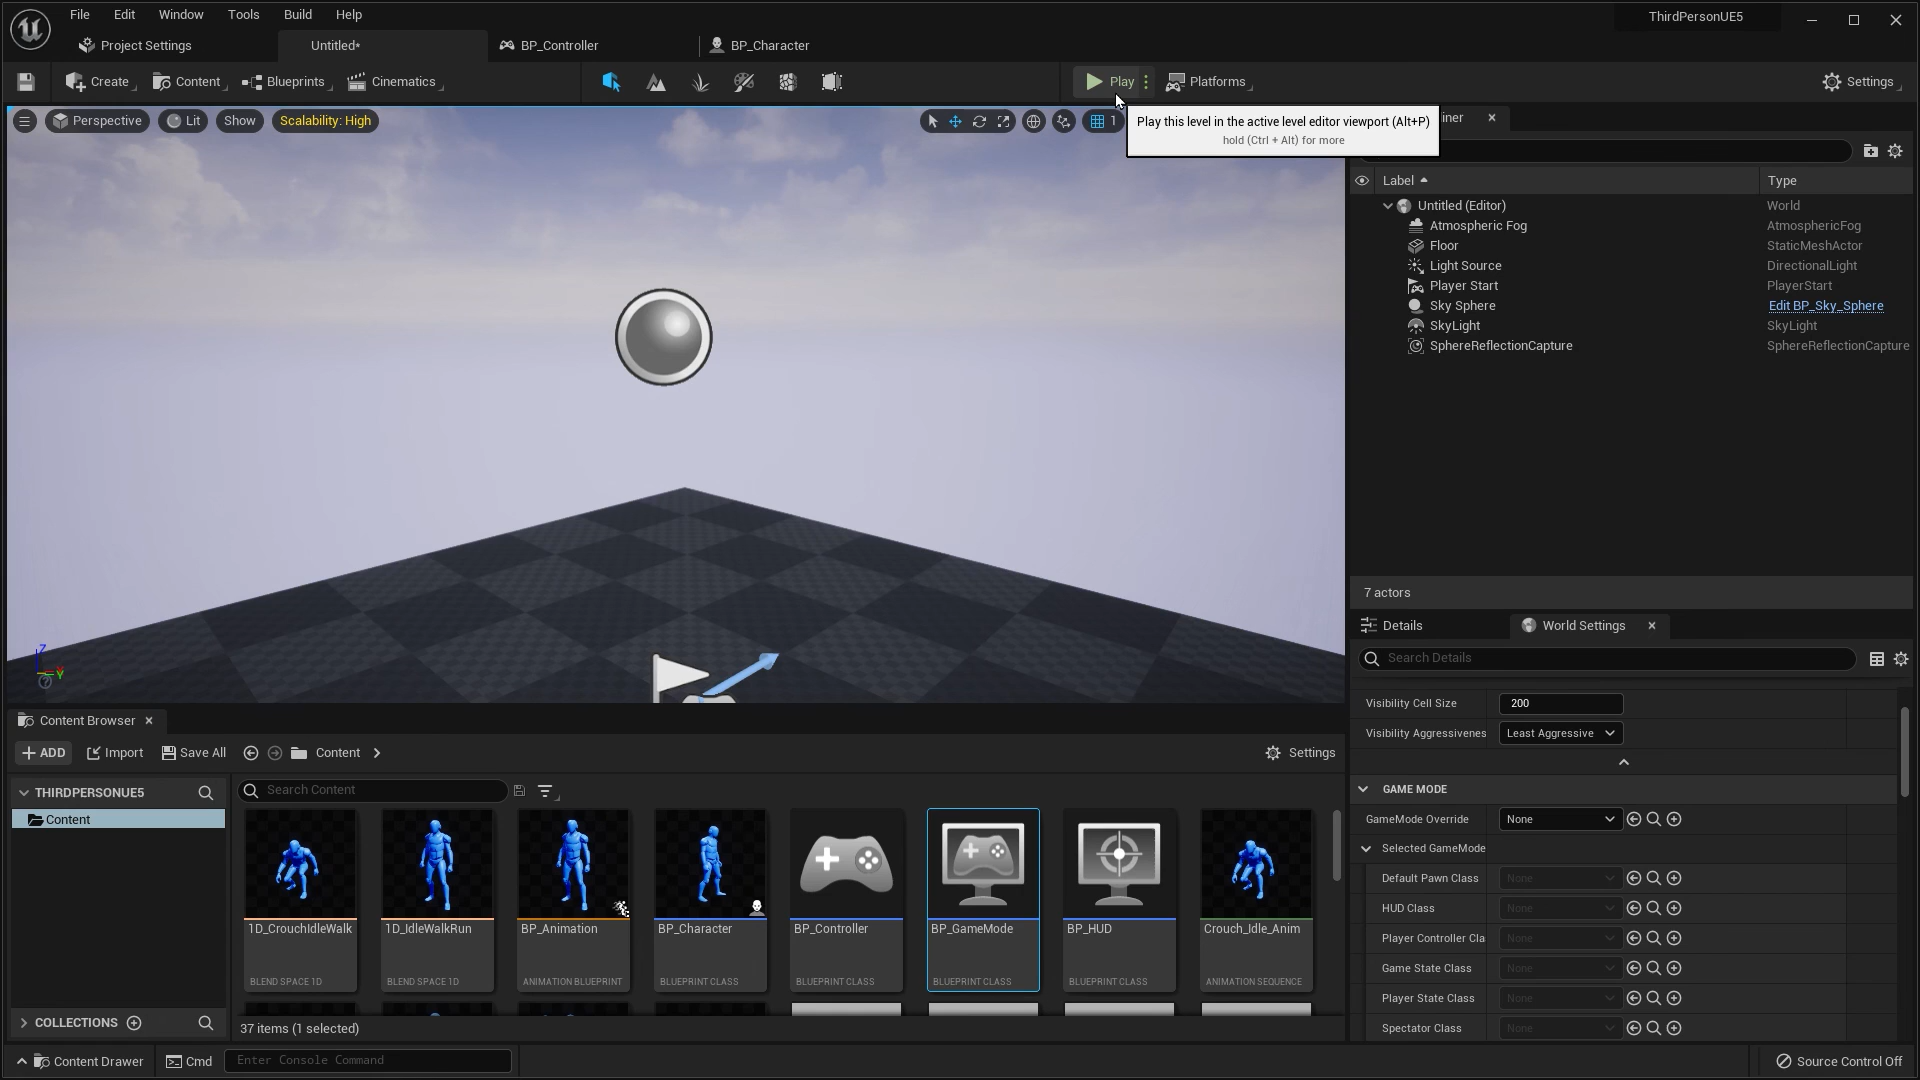 File Edit Window Tools Build Help
ThirdPersonUE5
Project Settings
Untitled*
BP_Controller
BP_Character
Create Content Blueprints Cinematics
Play Platforms Settings
Perspective Lit Show Scalability: High
1
Play this level in the active level editor viewport (Alt+P)
hold (Ctrl + Alt) for more
iner
Label Type
Untitled (Editor) World
Atmospheric Fog AtmosphericFog
Floor StaticMeshActor
Light Source DirectionalLight
Player Start PlayerStart
Sky Sphere Edit BP_Sky_Sphere
SkyLight SkyLight
SphereReflectionCapture SphereReflectionCapture
7 actors
Details World Settings
Search Details
Visibility Cell Size 200
Visibility Aggressivenes Least Aggressive
GAME MODE
GameMode Override None
Selected GameMode
Default Pawn Class None
HUD Class None
Player Controller Cla None
Game State Class None
Player State Class None
Spectator Class None
Z
Y
Content Browser
ADD Import Save All Content Settings
THIRDPERSONUE5
Content
COLLECTIONS
Search Content
1D_CrouchIdleWalk
BLEND SPACE 1D
1D_IdleWalkRun
BLEND SPACE 1D
BP_Animation
ANIMATION BLUEPRINT
BP_Character
BLUEPRINT CLASS
BP_Controller
BLUEPRINT CLASS
BP_GameMode
BLUEPRINT CLASS
BP_HUD
BLUEPRINT CLASS
Crouch_Idle_Anim
ANIMATION SEQUENCE
37 items (1 selected)
Content Drawer Cmd Enter Console Command
Source Control Off